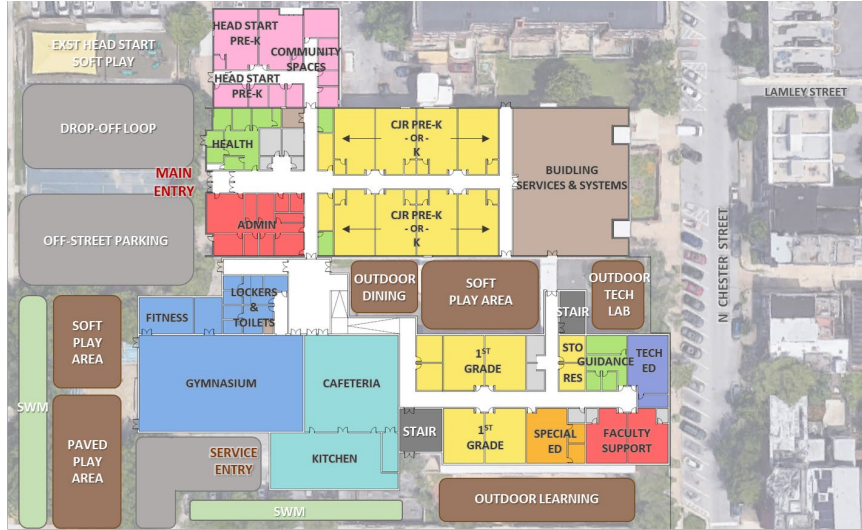 EXST HEAD START
SOFT PLAY
HEAD START
PRE-K
COMMUNITY
SPACES
HEAD START
PRE-K
LAMLEY STREET
DROP-OFF LOOP
HEALTH
CJR PRE-K
- OR -
K
MAIN
ENTRY
BUIDLING
SERVICES & SYSTEMS
OFF-STREET PARKING
ADMIN
CJR PRE-K
- OR -
K
N CHESTER STREET
OUTDOOR
DINING
SOFT
PLAY AREA
OUTDOOR
TECH
LAB
LOCKERS
&
TOILETS
FITNESS
STAIR
SOFT
PLAY
AREA
1ST
GRADE
STO
RES
GUIDANCE
TECH
ED
GYMNASIUM
CAFETERIA
SWM
PAVED
PLAY
AREA
STAIR
1ST
GRADE
SPECIAL
ED
FACULTY
SUPPORT
SERVICE
ENTRY
KITCHEN
OUTDOOR LEARNING
SWM